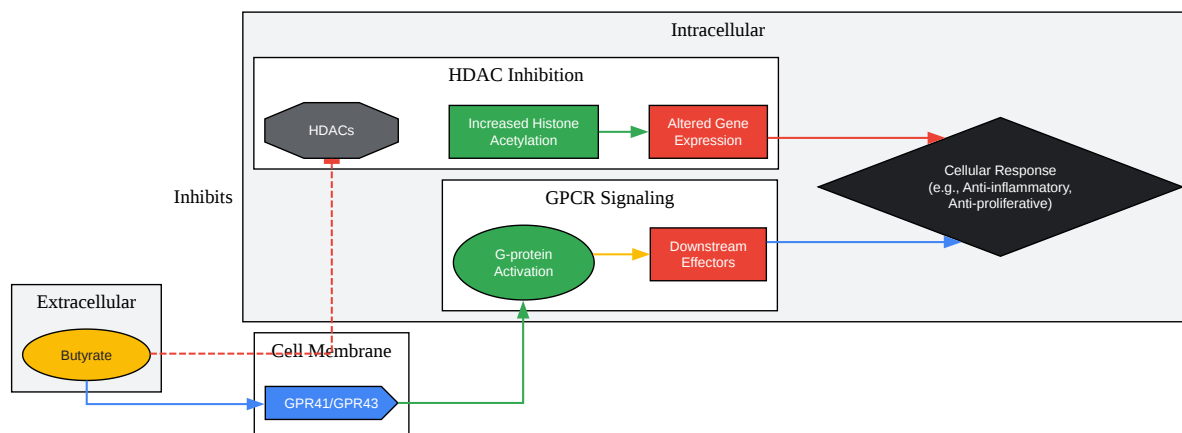 Intracellular
HDAC Inhibition
HDACs
Increased Histone
Acetylation
Altered Gene
Expression
Cellular Response
(e.g., Anti-inflammatory,
Anti-proliferative)
Inhibits
GPCR Signaling
G-protein
Activation
Downstream
Effectors
Extracellular
Butyrate
Cell Membrane
GPR41/GPR43